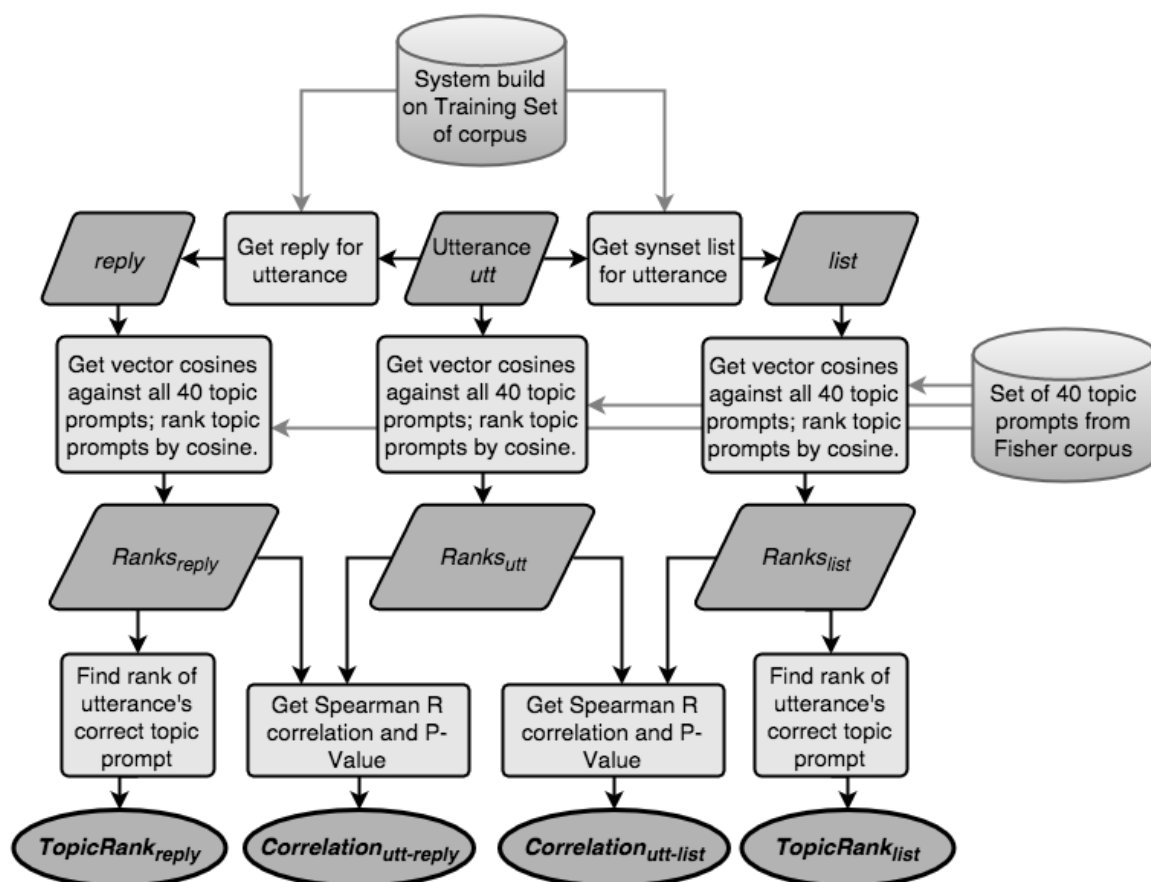 System build
on Training Set
of corpus
reply
Get reply for
utterance
Utterance
utt
Get synset list
for utterance
list
Get vector cosines
against all 40 topic
prompts; rank topic
prompts by cosine.
Get vector cosines
against all 40 topic
prompts; rank topic
prompts by cosine.
Get vector cosines
against all 40 topic
prompts; rank topic
prompts by cosine.
Set of 40 topic
prompts from
Fisher corpus
Ranksreply
Ranksutt
Rankslist
Find rank of
utterance's
correct topic
prompt
Get Spearman R
correlation and P-
Value
Get Spearman R
correlation and P-
Value
Find rank of
utterance's
correct topic
prompt
TopicRankreply
Correlationutt-reply
Correlationutt-list
TopicRanklist